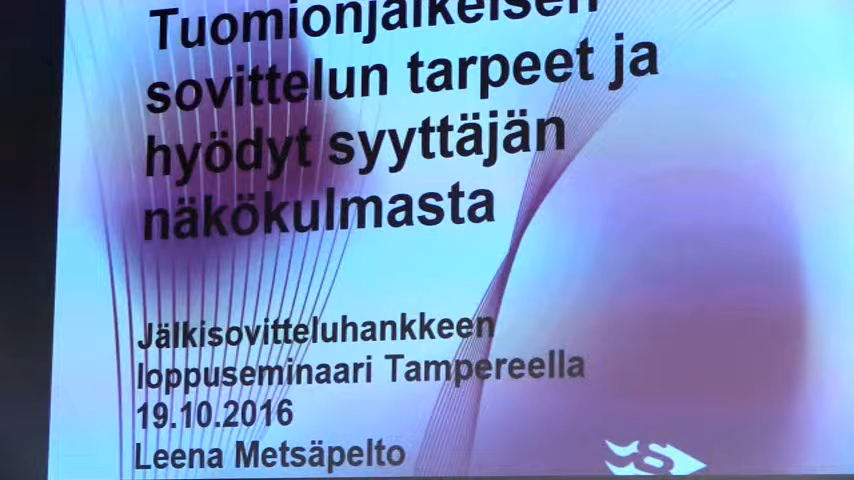 Tuomionjälkeisen
sovittelun tarpeet ja
hyödyt syyttäjän
näkökulmasta
Jälkisovitteluhankkeen
loppuseminaari Tampereella
19.10.2016
Leena Metsäpelto